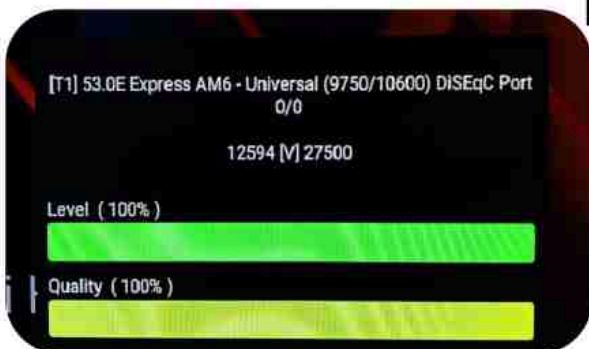 [T1] 53.0E Express AM6 - Universal (9750/10600) DiSEqC Port
0/0
12594 [V] 27500
Level ( 100% )
Quality ( 100% )